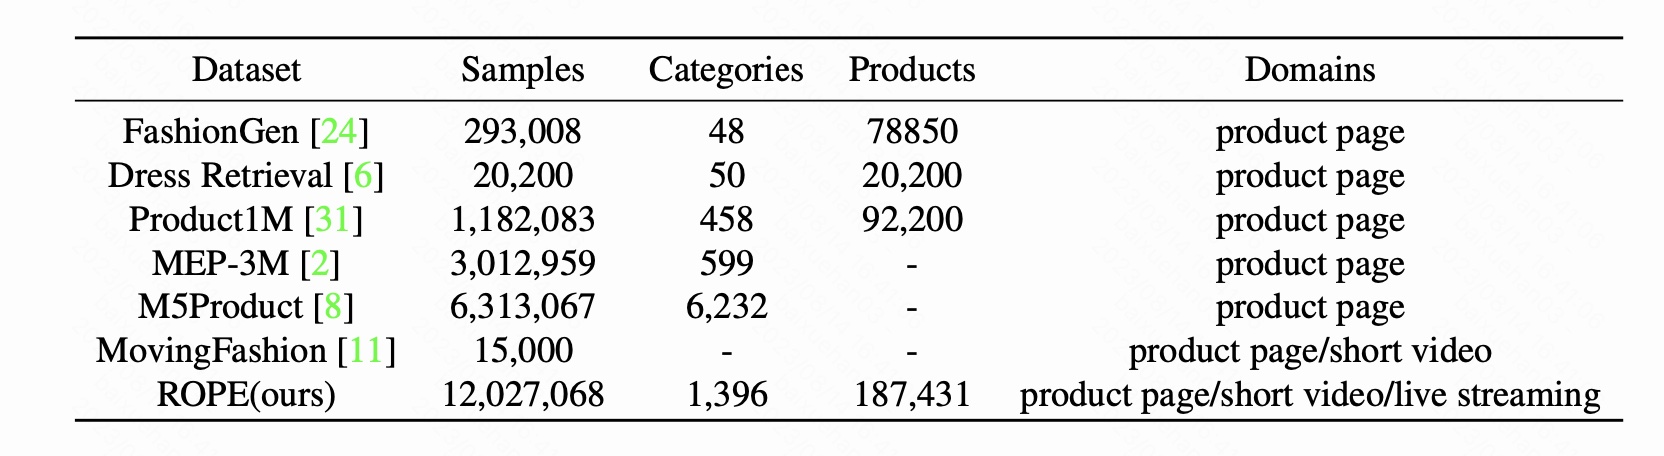 Dataset Samples Categories Products Domains
FashionGen [24] 293,008 48 78850 product page
Dress Retrieval [6] 20,200 50 20,200 product page
Product1M [31] 1,182,083 458 92,200 product page
MEP-3M [2] 3,012,959 599 - product page
M5Product [8] 6,313,067 6,232 - product page
MovingFashion [11] 15,000 - - product page/short video
ROPE(ours) 12,027,068 1,396 187,431 product page/short video/live streaming